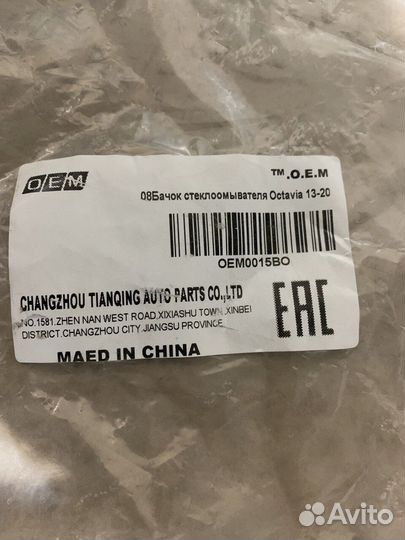 O.E.M
™.O.E.M
08Бачок стеклоомывателя Octavia 13-20
OEM0015BO
CHANGZHOU TIANQING AUTO PARTS CO.,LTD
NO.1581.ZHEN NAN WEST ROAD,XIXIASHU TOWN,XINBEI
DISTRICT.CHANGZHOU CITY.JIANGSU PROVINCE
EAC
MAED IN CHINA
Avito